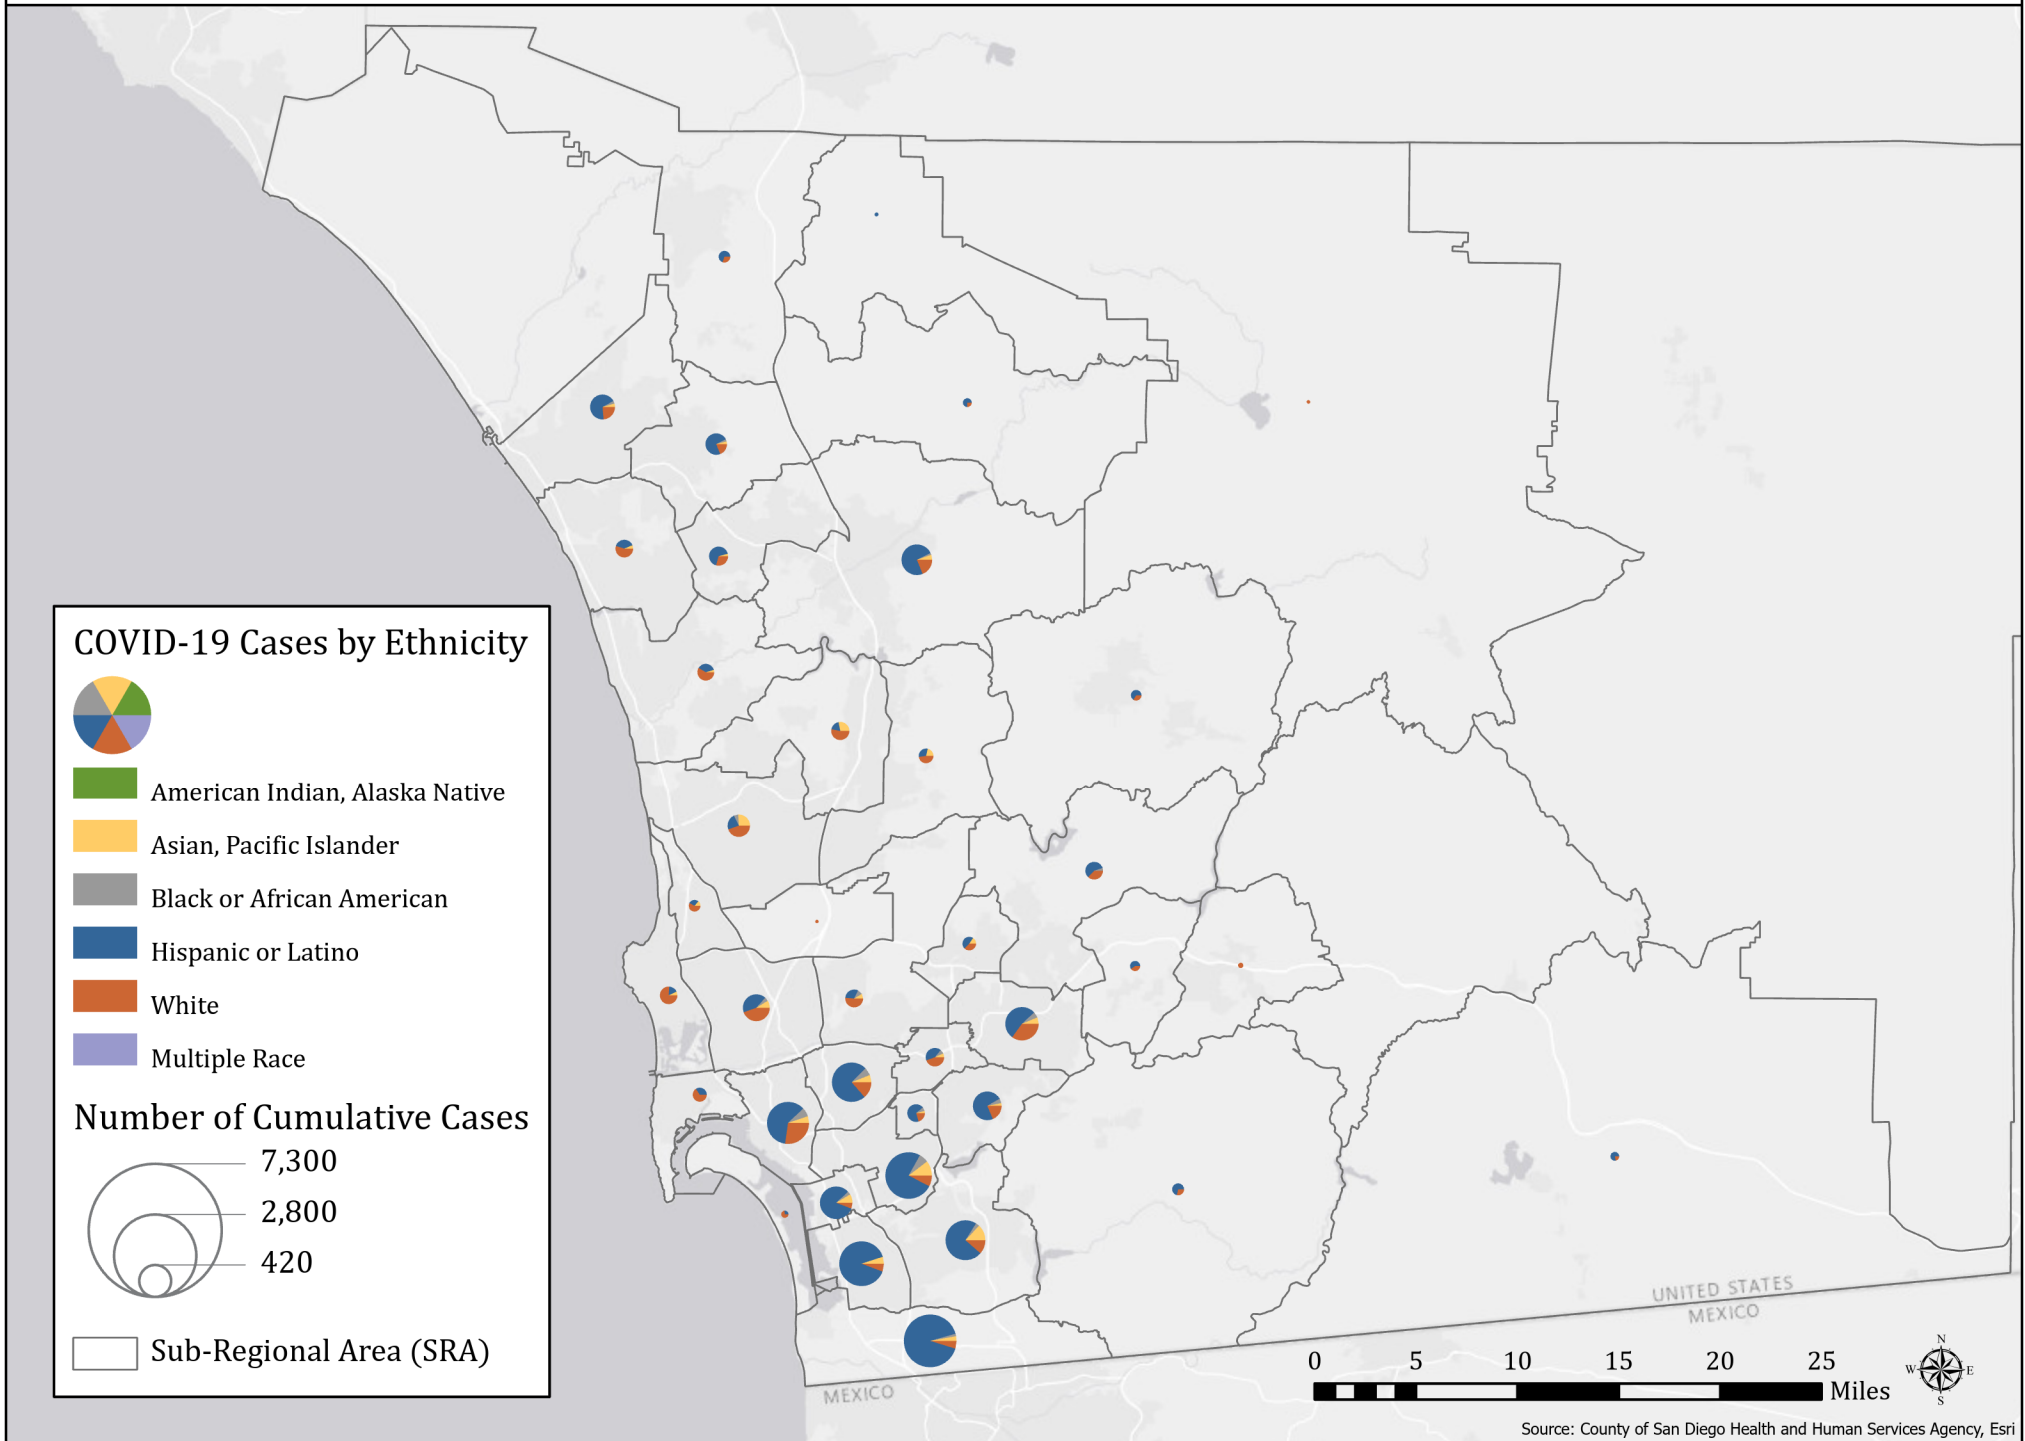 COVID-19 Cases by Ethnicity
American Indian, Alaska Native
Asian, Pacific Islander
Black or African American
Hispanic or Latino
White
Multiple Race
Number of Cumulative Cases
7,300
2,800
420
Sub-Regional Area (SRA)
UNITED STATES
MEXICO
MEXICO
0 5 10 15 20 25
Miles
N
W E
S
Source: County of San Diego Health and Human Services Agency, Esri